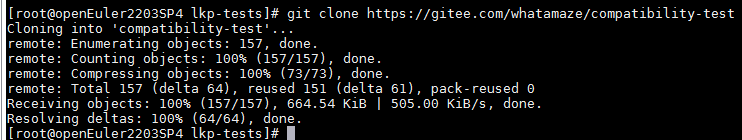 [root@openEuler2203SP4 lkp-tests]# git clone https://gitee.com/whatamaze/compatibility-test
Cloning into 'compatibility-test'...
remote: Enumerating objects: 157, done.
remote: Counting objects: 100% (157/157), done.
remote: Compressing objects: 100% (73/73), done.
remote: Total 157 (delta 64), reused 151 (delta 61), pack-reused 0
Receiving objects: 100% (157/157), 664.54 KiB | 505.00 KiB/s, done.
Resolving deltas: 100% (64/64), done.
[root@openEuler2203SP4 lkp-tests]#